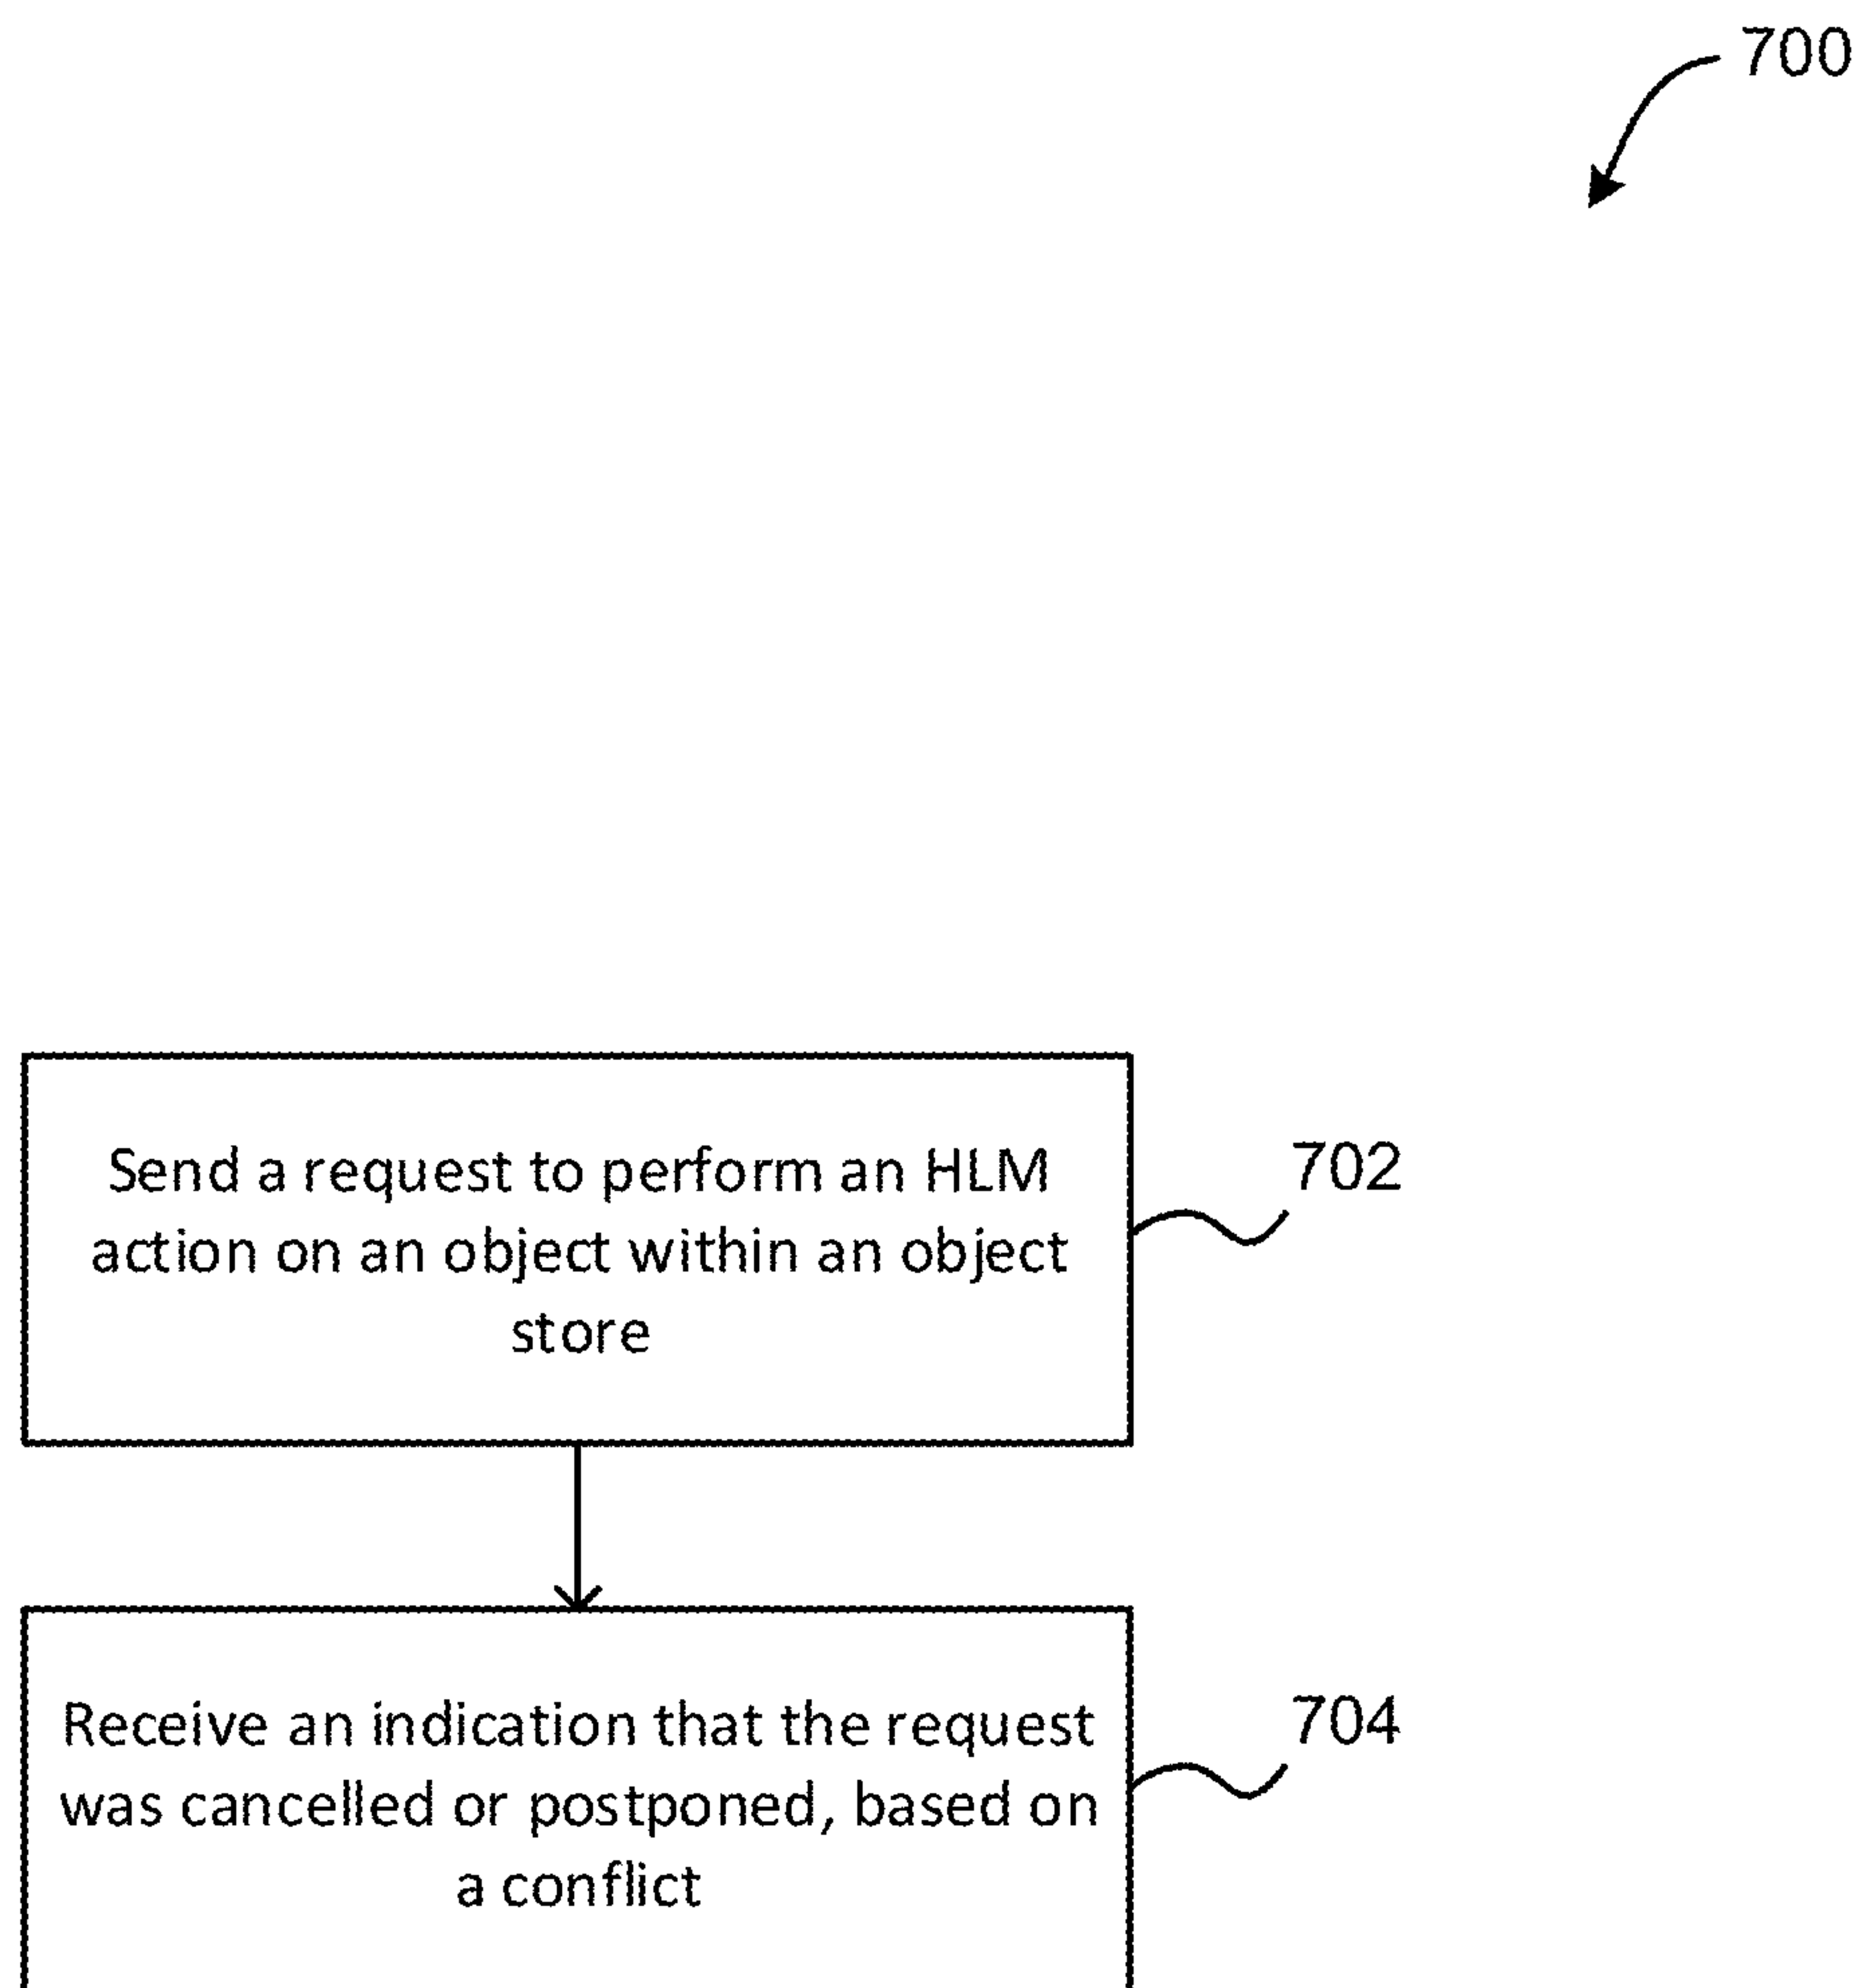 700
Send a request to perform an HLM
action on an object within an object
store
702
Receive an indication that the request
was cancelled or postponed, based on
a conflict
704